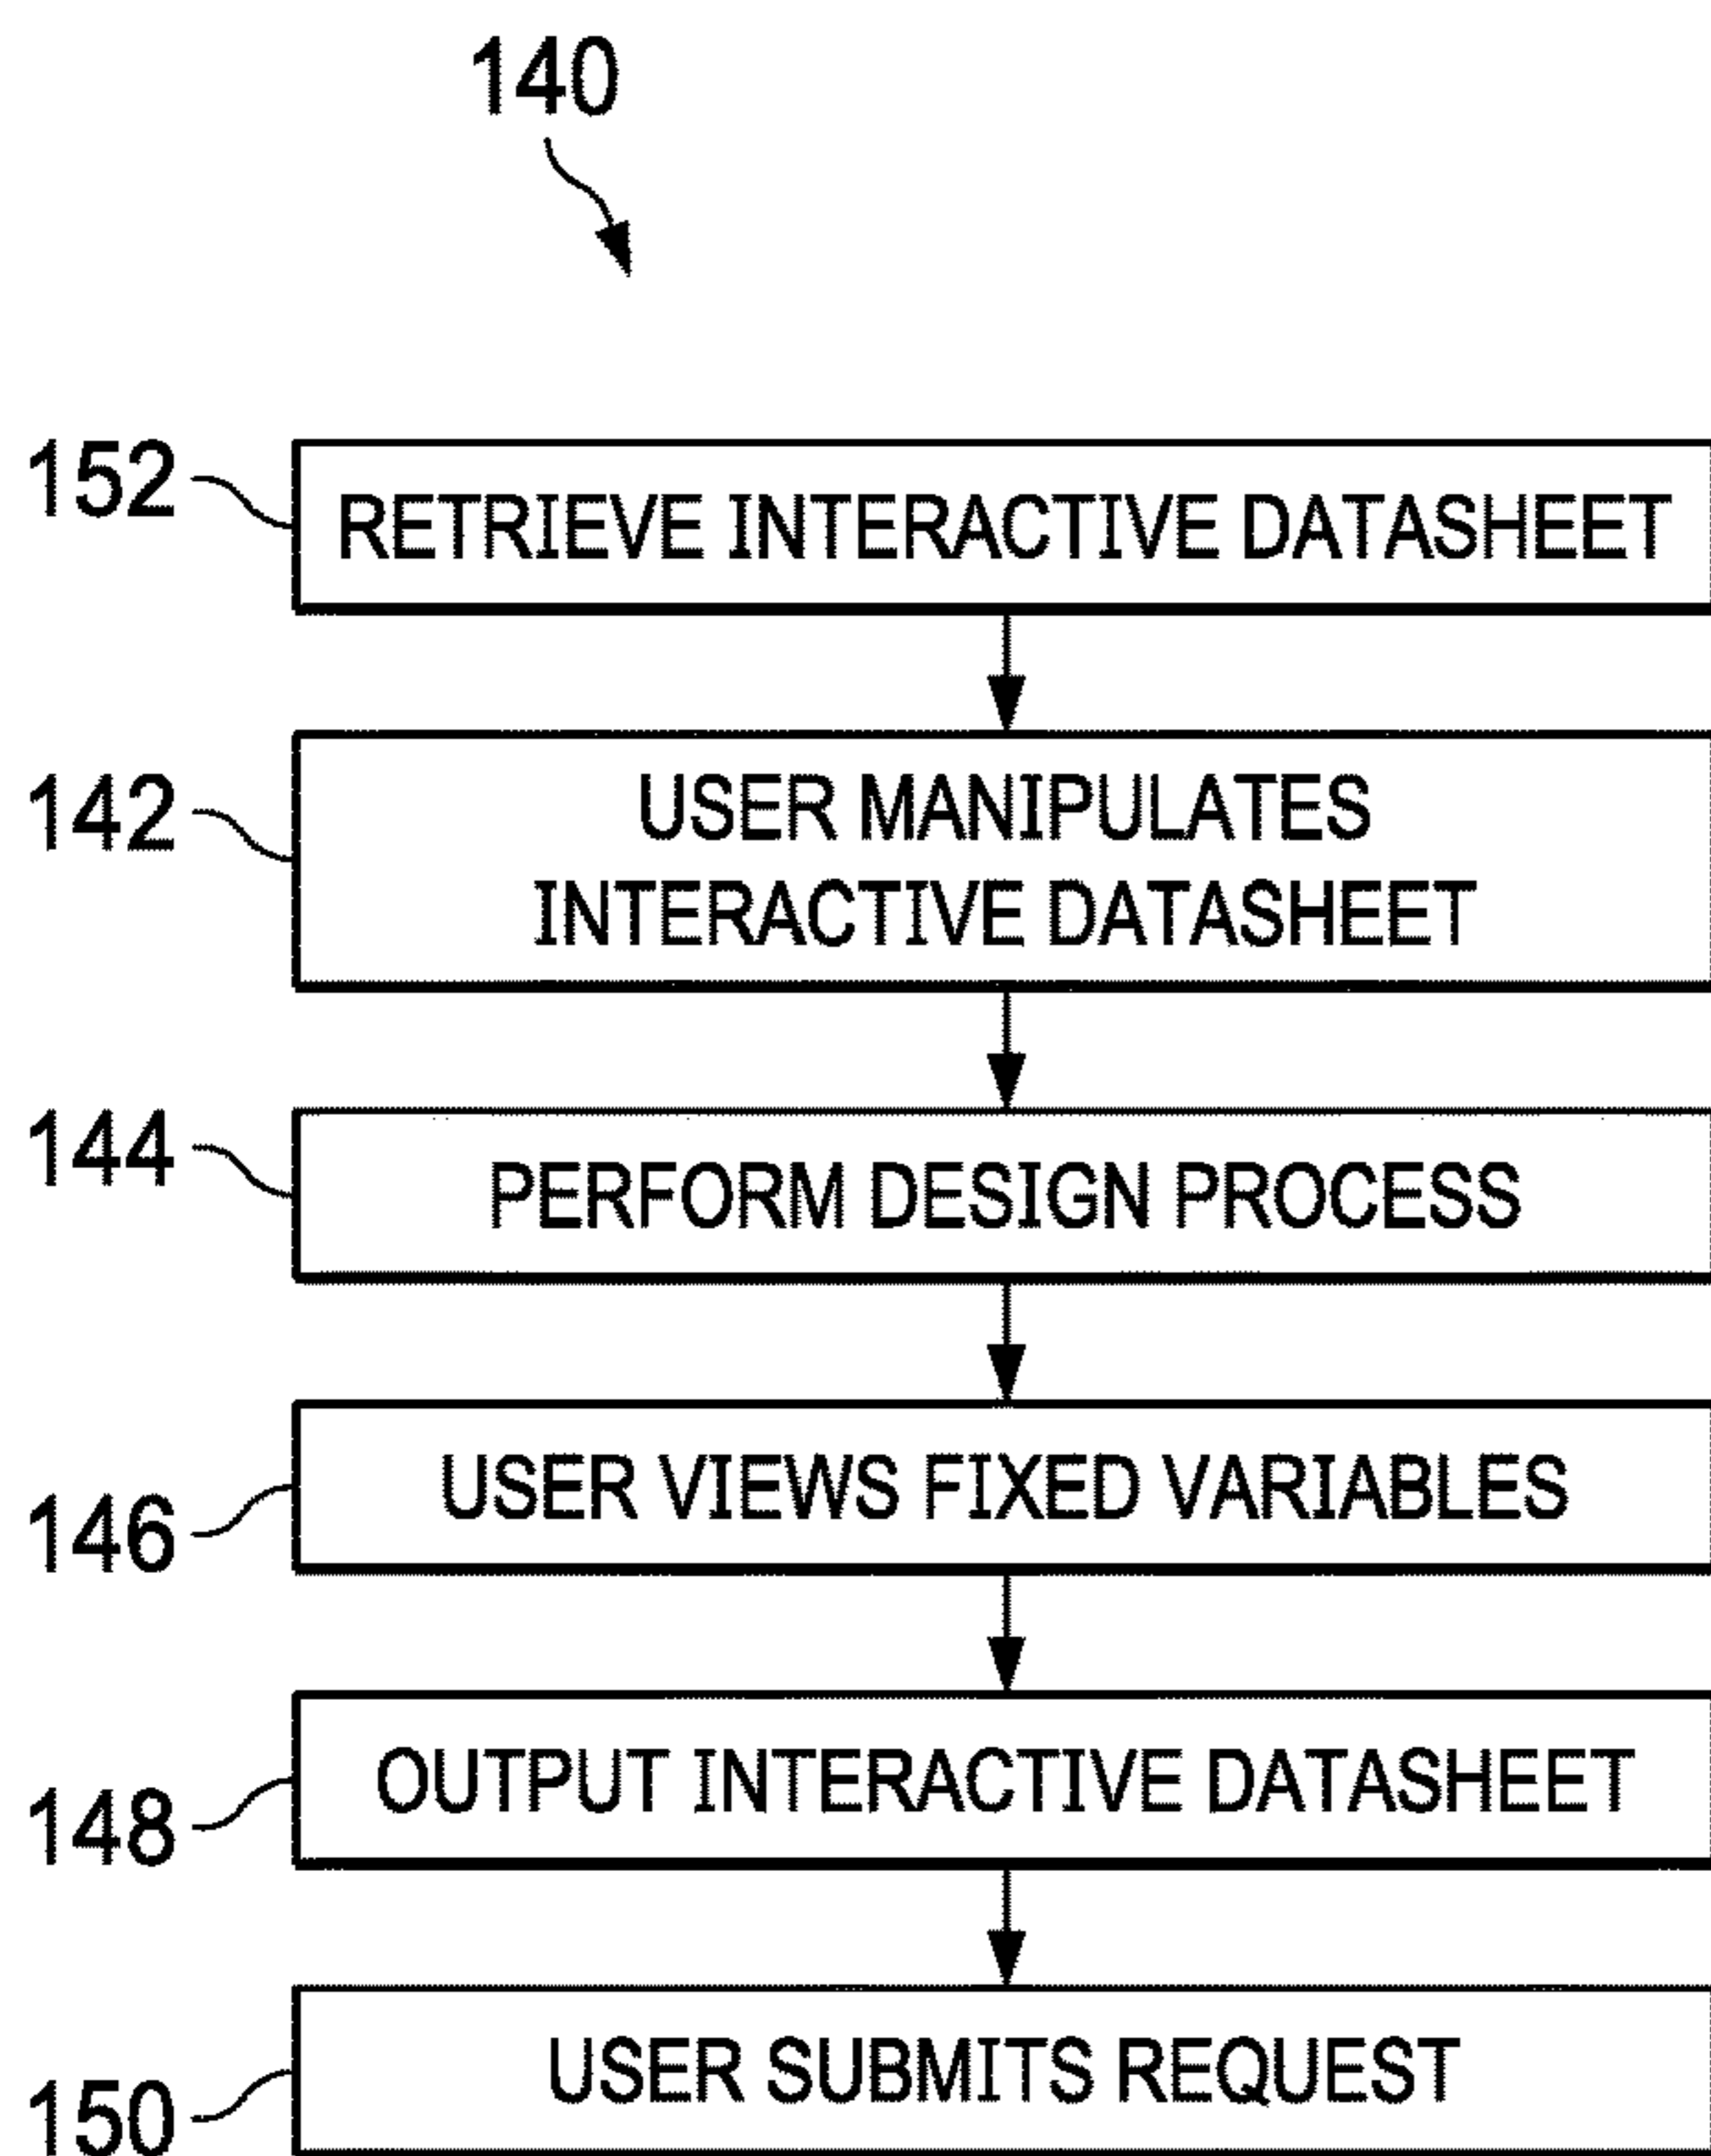 140
152
RETRIEVE INTERACTIVE DATASHEET
142
USER MANIPULATES
INTERACTIVE DATASHEET
144
PERFORM DESIGN PROCESS
146
USER VIEWS FIXED VARIABLES
148
OUTPUT INTERACTIVE DATASHEET
150
USER SUBMITS REQUEST